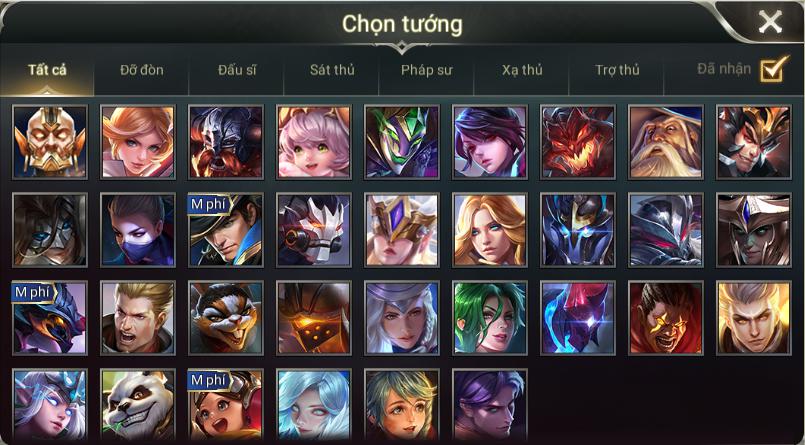 Chọn tướng
Tất cả Đỡ đòn Đấu sĩ Sát thủ Pháp sư Xạ thủ Trợ thủ Đã nhận
M phí
M phí
M phí